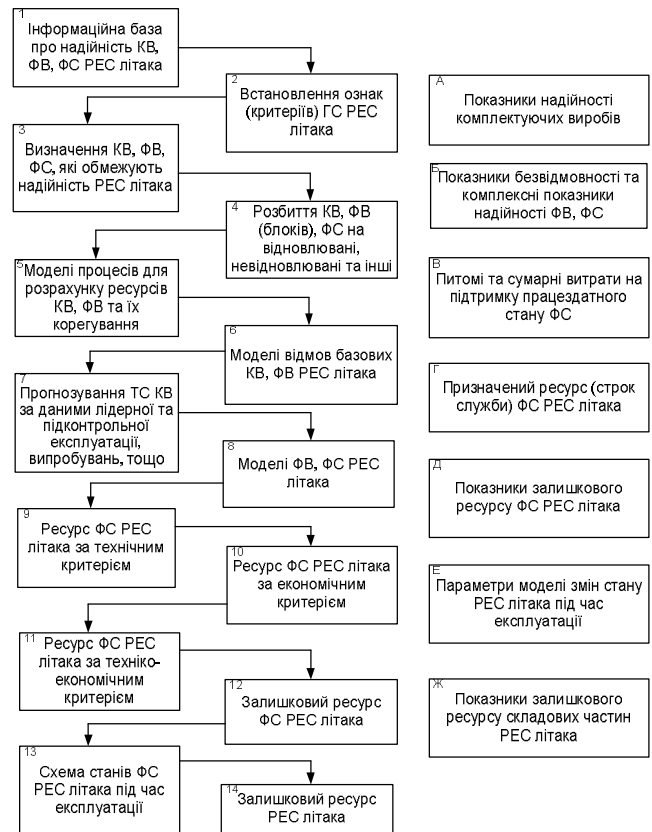 1
Інформаційна база
про надійність КВ,
ФВ, ФС РЕС літака
2
Встановлення ознак
(критеріїв) ГС РЕС
літака
3
Визначення КВ, ФВ,
ФС, які обмежують
надійність РЕС літака
4
Розбиття КВ, ФВ
(блоків), ФС на
відновлювані,
невідновлювані та інші
5
Моделі процесів для
розрахунку ресурсів
КВ, ФВ та їх
корегування
6
Моделі відмов базових
КВ, ФВ РЕС літака
7
Прогнозування ТС КВ
за даними лідерної та
підконтрольної
експлуатації,
випробувань, тощо
8
Моделі ФВ, ФС РЕС
літака
9
Ресурс ФС РЕС
літака за технічним
критерієм
10
Ресурс ФС РЕС літака
за економічним
критерієм
11
Ресурс ФС РЕС
літака за техніко-
економічним
критерієм
12
Залишковий ресурс
ФС РЕС літака
13
Схема станів ФС
РЕС літака під час
експлуатації
14
Залишковий ресурс
РЕС літака
А
Показники надійності
комплектуючих виробів
Б
Показники безвідмовності та
комплексні показники
надійності ФВ, ФС
В
Питомі та сумарні витрати на
підтримку працездатного
стану ФС
Г
Призначений ресурс (строк
служби) ФС РЕС літака
Д
Показники залишкового
ресурсу ФС РЕС літака
Е
Параметри моделі змін стану
РЕС літака під час
експлуатації
Ж
Показники залишкового
ресурсу складових частин
РЕС літака